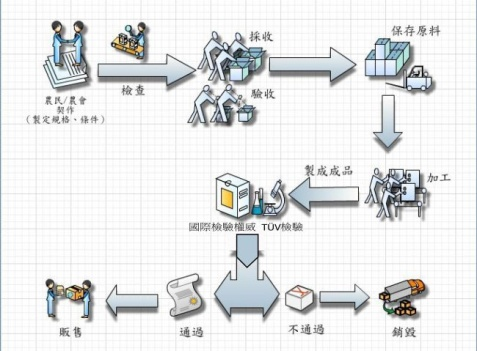 農民/農會
契作
(製定規格、條件)
檢查
採收
驗收
保存原料
加工
製成成品
國際檢驗權威 TÜV檢驗
販售
通過
不通過
銷毀